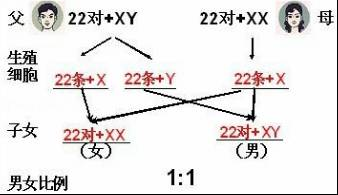 父 22对+XY 22对+XX 母
生殖
细胞 22条+X 22条+Y 22条+X
子女 22对+XX 22对+XY
(女) (男)
男女比例 1:1